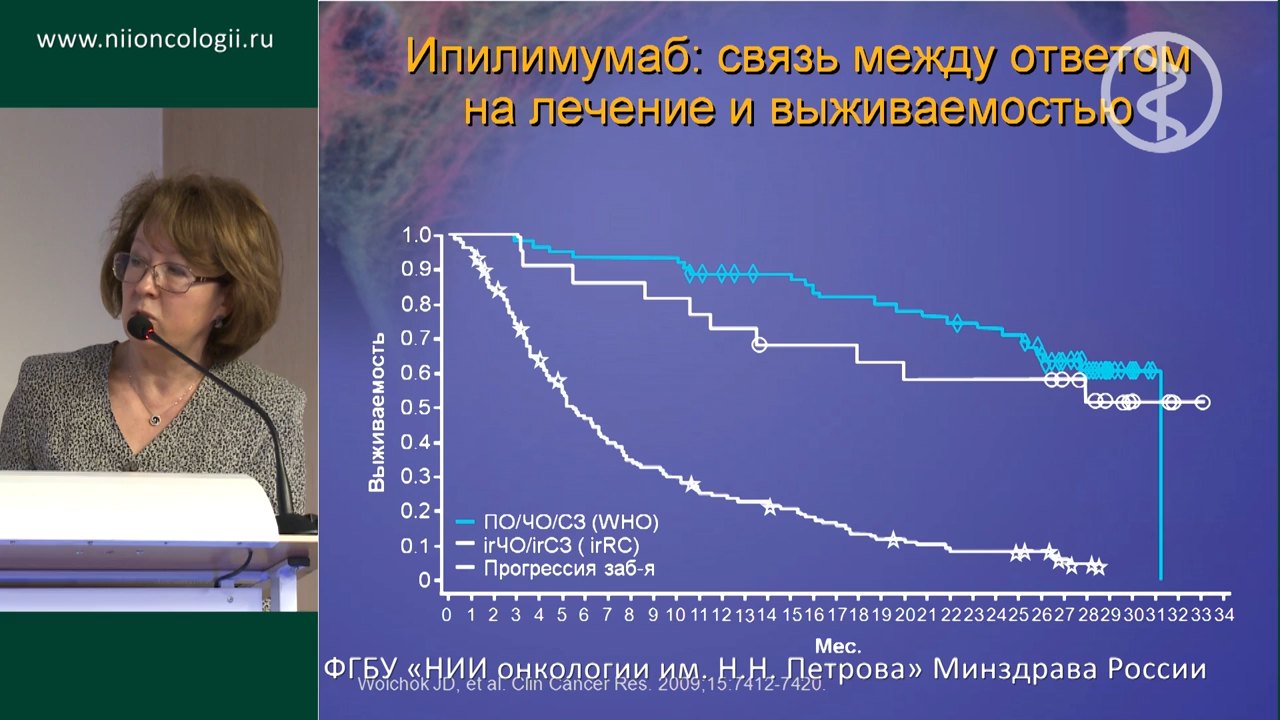 www.niioncologii.ru
Ипилимумаб: связь между ответом
на лечение и выживаемостью
Выживаемость
1.0
0.9
0.8
0.7
0.6
0.5
0.4
0.3
0.2
0.1
0
ПО/ЧО/СЗ (WHO)
irЧО/irСЗ ( irRC)
Прогрессия заб-я
0 1 2 3 4 5 6 7 8 9 10 11 12 13 14 15 16 17 18 19 20 21 22 23 24 25 26 27 28 29 30 31 32 33 34
Мес.
ФГБУ «НИИ онкологии им. Н.Н. Петрова» Минздрава России
Wolchok JD, et al. Clin Cancer Res. 2009;15:7412-7420.